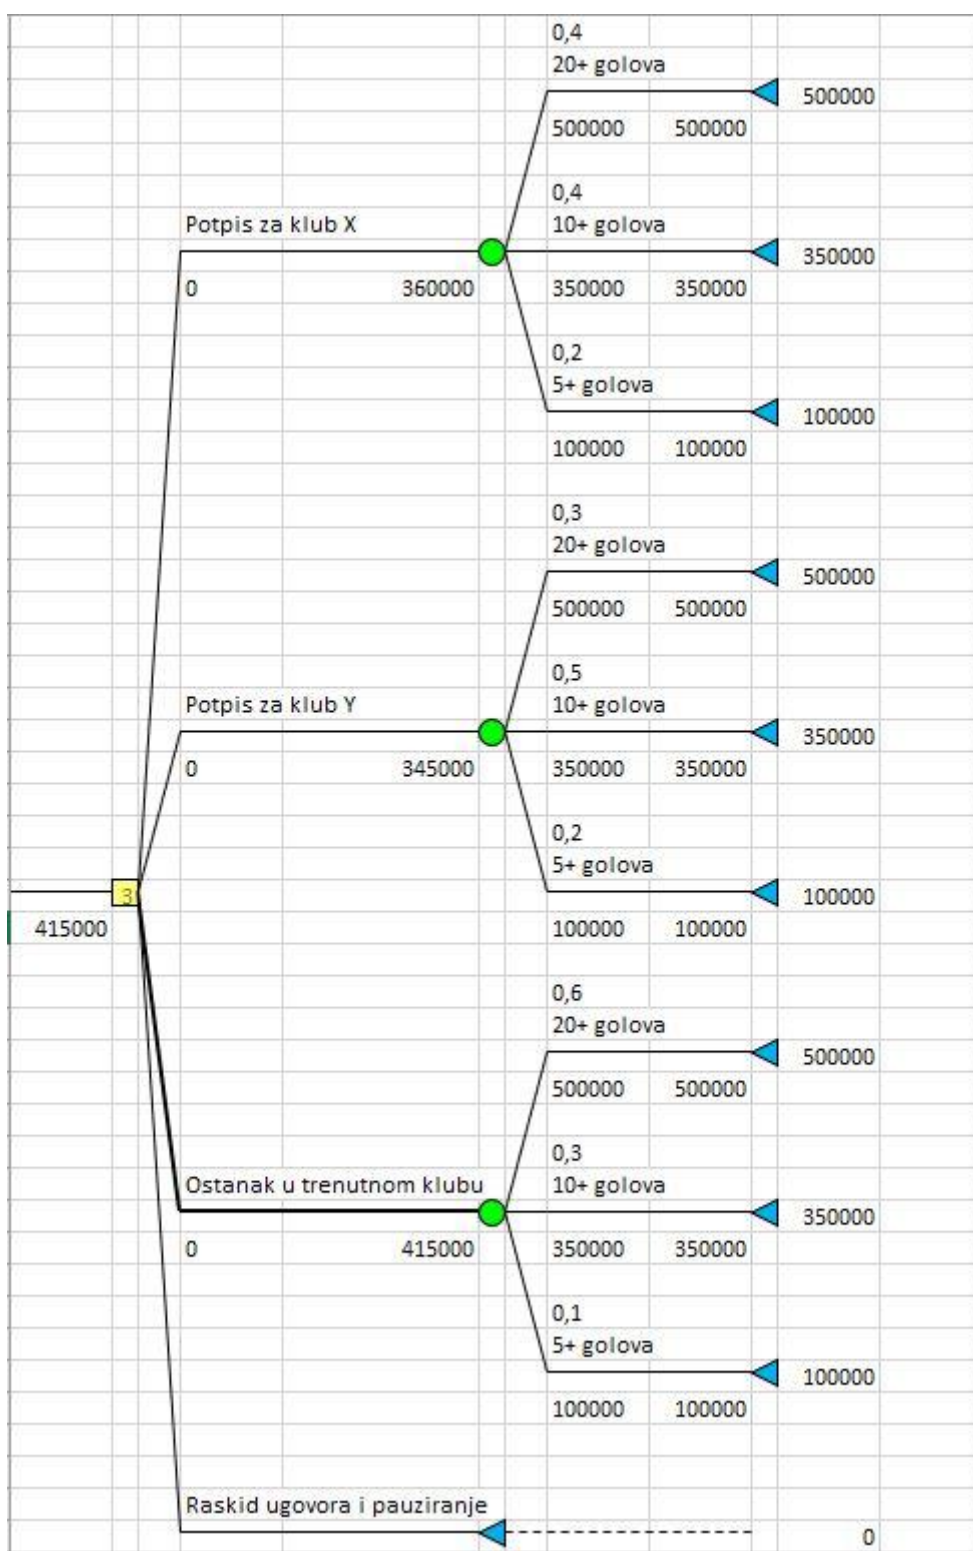 0,4
20+ golova
500000
500000 500000
0,4
Potpis za klub X 10+ golova
350000
0 360000 350000 350000
0,2
5+ golova
100000
100000 100000
0,3
20+ golova
500000
500000 500000
0,5
Potpis za klub Y 10+ golova
350000
0 345000 350000 350000
0,2
5+ golova
3 100000
415000 100000 100000
0,6
20+ golova
500000
500000 500000
0,3
Ostanak u trenutnom klubu 10+ golova
350000
0 415000 350000 350000
0,1
5+ golova
100000
100000 100000
Raskid ugovora i pauziranje
0